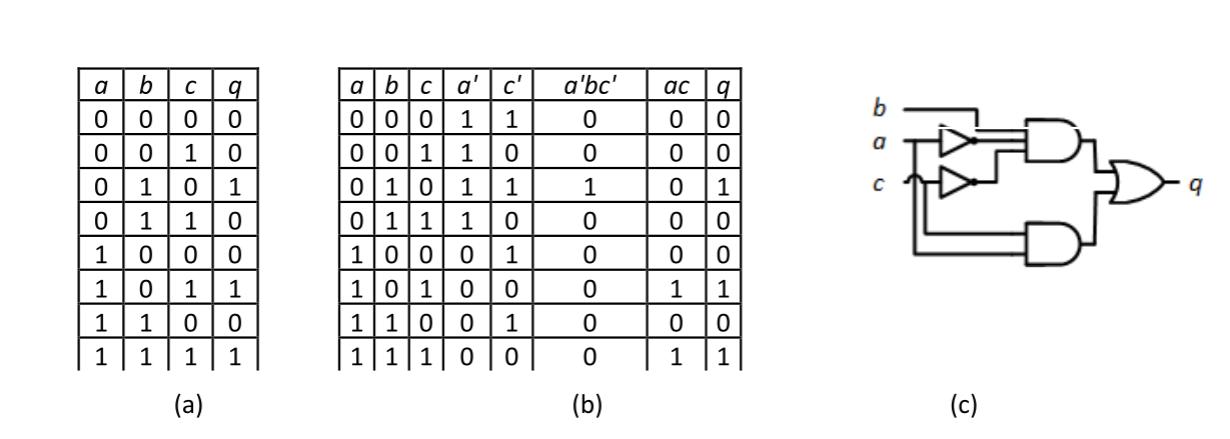 a b c q
0 0 0 0
0 0 1 0
0 1 0 1
0 1 1 0
1 0 0 0
1 0 1 1
1 1 0 0
1 1 1 1
(a)
a b c a' c' a'bc' ac q
0 0 0 1 1 0 0 0
0 0 1 1 0 0 0 0
0 1 0 1 1 1 0 1
0 1 1 1 0 0 0 0
1 0 0 0 1 0 0 0
1 0 1 0 0 0 1 1
1 1 0 0 1 0 0 0
1 1 1 0 0 0 1 1
(b)
b
a
c
q
(c)